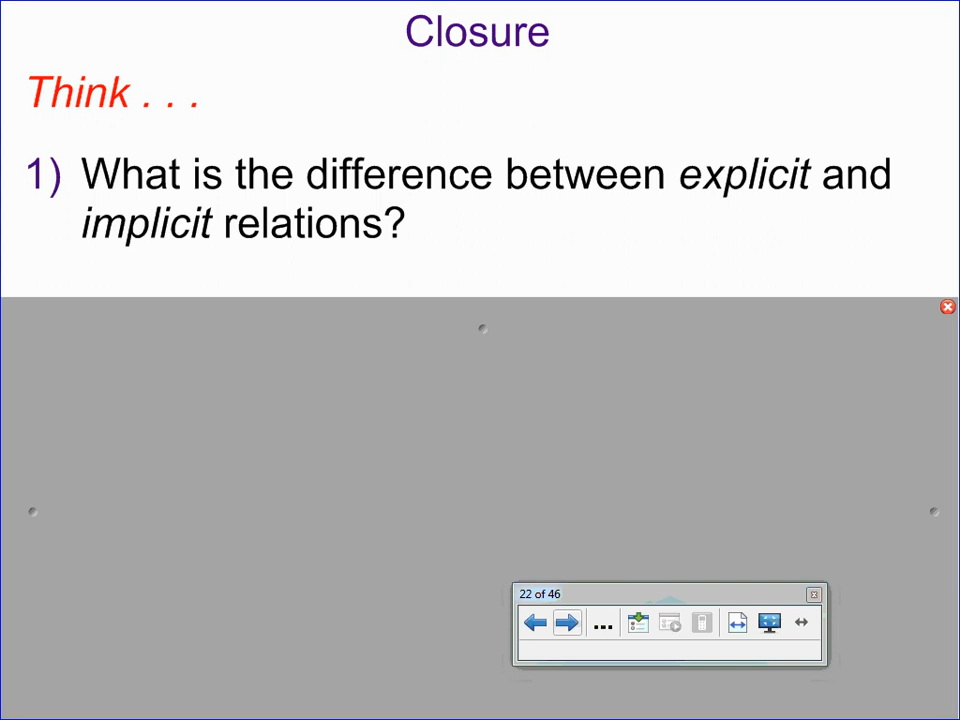 Closure
Think . . .
1) What is the difference between explicit and
implicit relations?
22 of 46
...